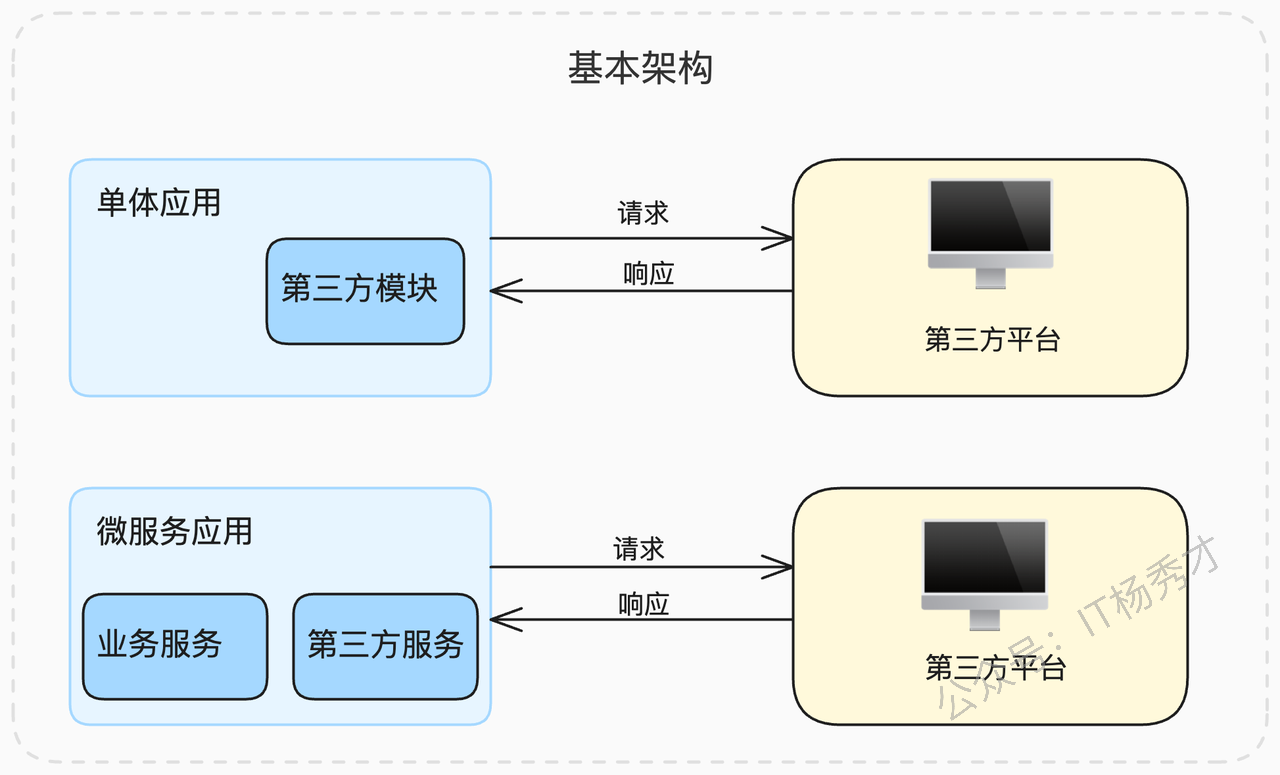 基本架构
单体应用
第三方模块
请求
响应
第三方平台
微服务应用
业务服务
第三方服务
请求
响应
第三方平台
公众号：IT杨秀才